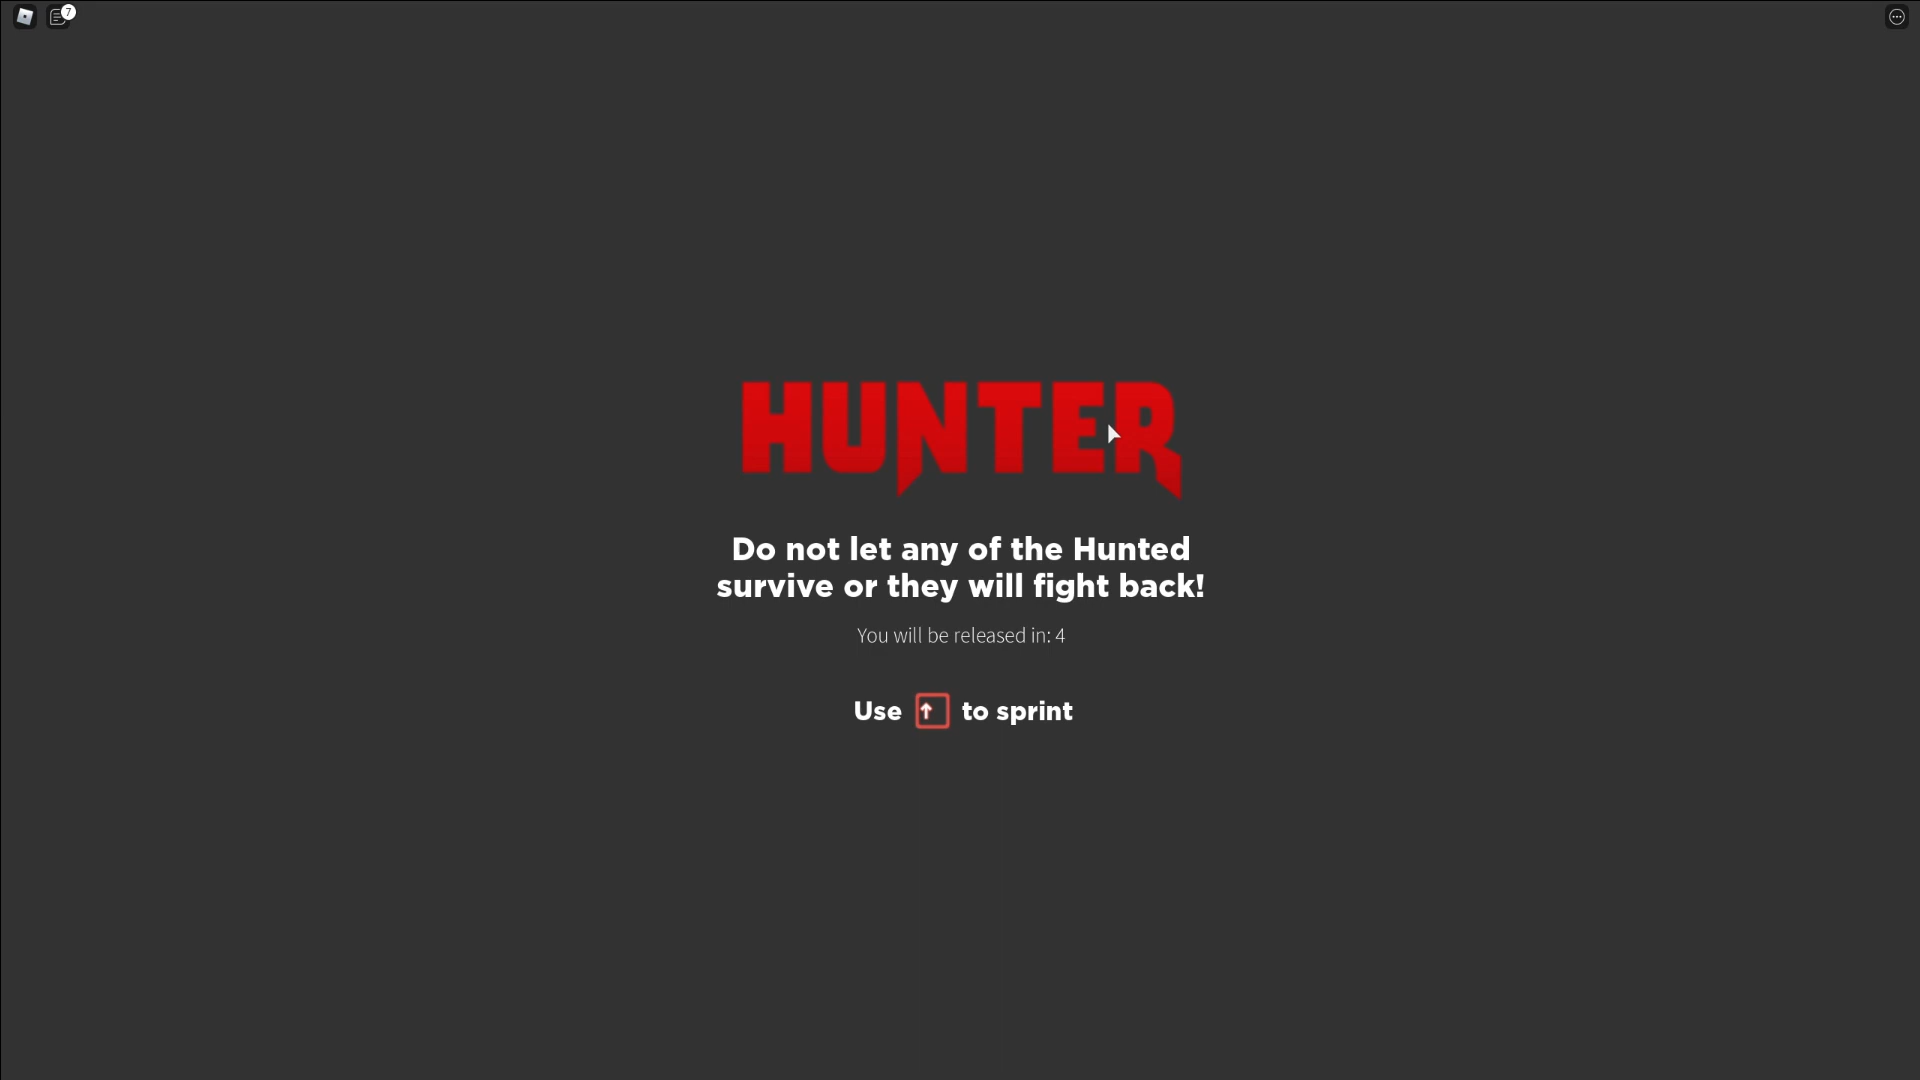 7
HUNTER
Do not let any of the Hunted
survive or they will fight back!
You will be released in: 4
Use ↑ to sprint